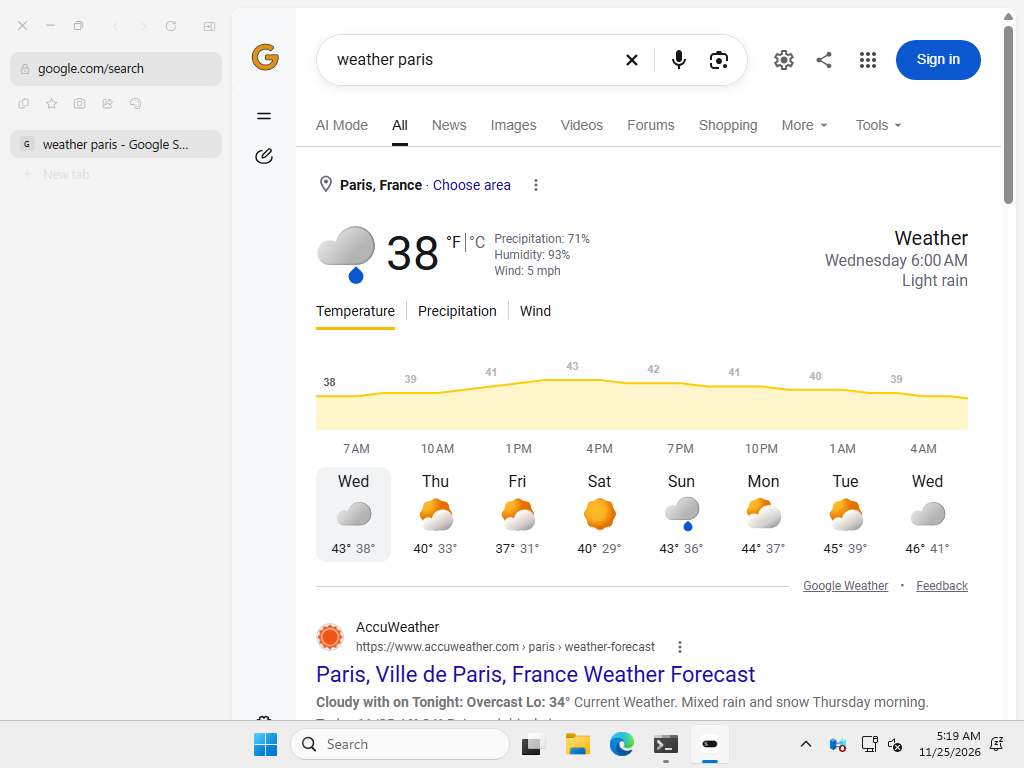 google.com/search
G weather paris - Google S...
New tab
G
weather paris
Sign in
AI Mode All News Images Videos Forums Shopping More Tools
Paris, France · Choose area
38 °F | °C
Precipitation: 71%
Humidity: 93%
Wind: 5 mph
Weather
Wednesday 6:00 AM
Light rain
Temperature Precipitation Wind
38 39 41 43 42 41 40 39
7 AM 10 AM 1 PM 4 PM 7 PM 10 PM 1 AM 4 AM
Wed Thu Fri Sat Sun Mon Tue Wed
43° 38° 40° 33° 37° 31° 40° 29° 43° 36° 44° 37° 45° 39° 46° 41°
Google Weather • Feedback
AccuWeather
https://www.accuweather.com › paris › weather-forecast
Paris, Ville de Paris, France Weather Forecast
Cloudy with on Tonight: Overcast Lo: 34° Current Weather. Mixed rain and snow Thursday morning.
Search
5:19 AM
11/25/2026